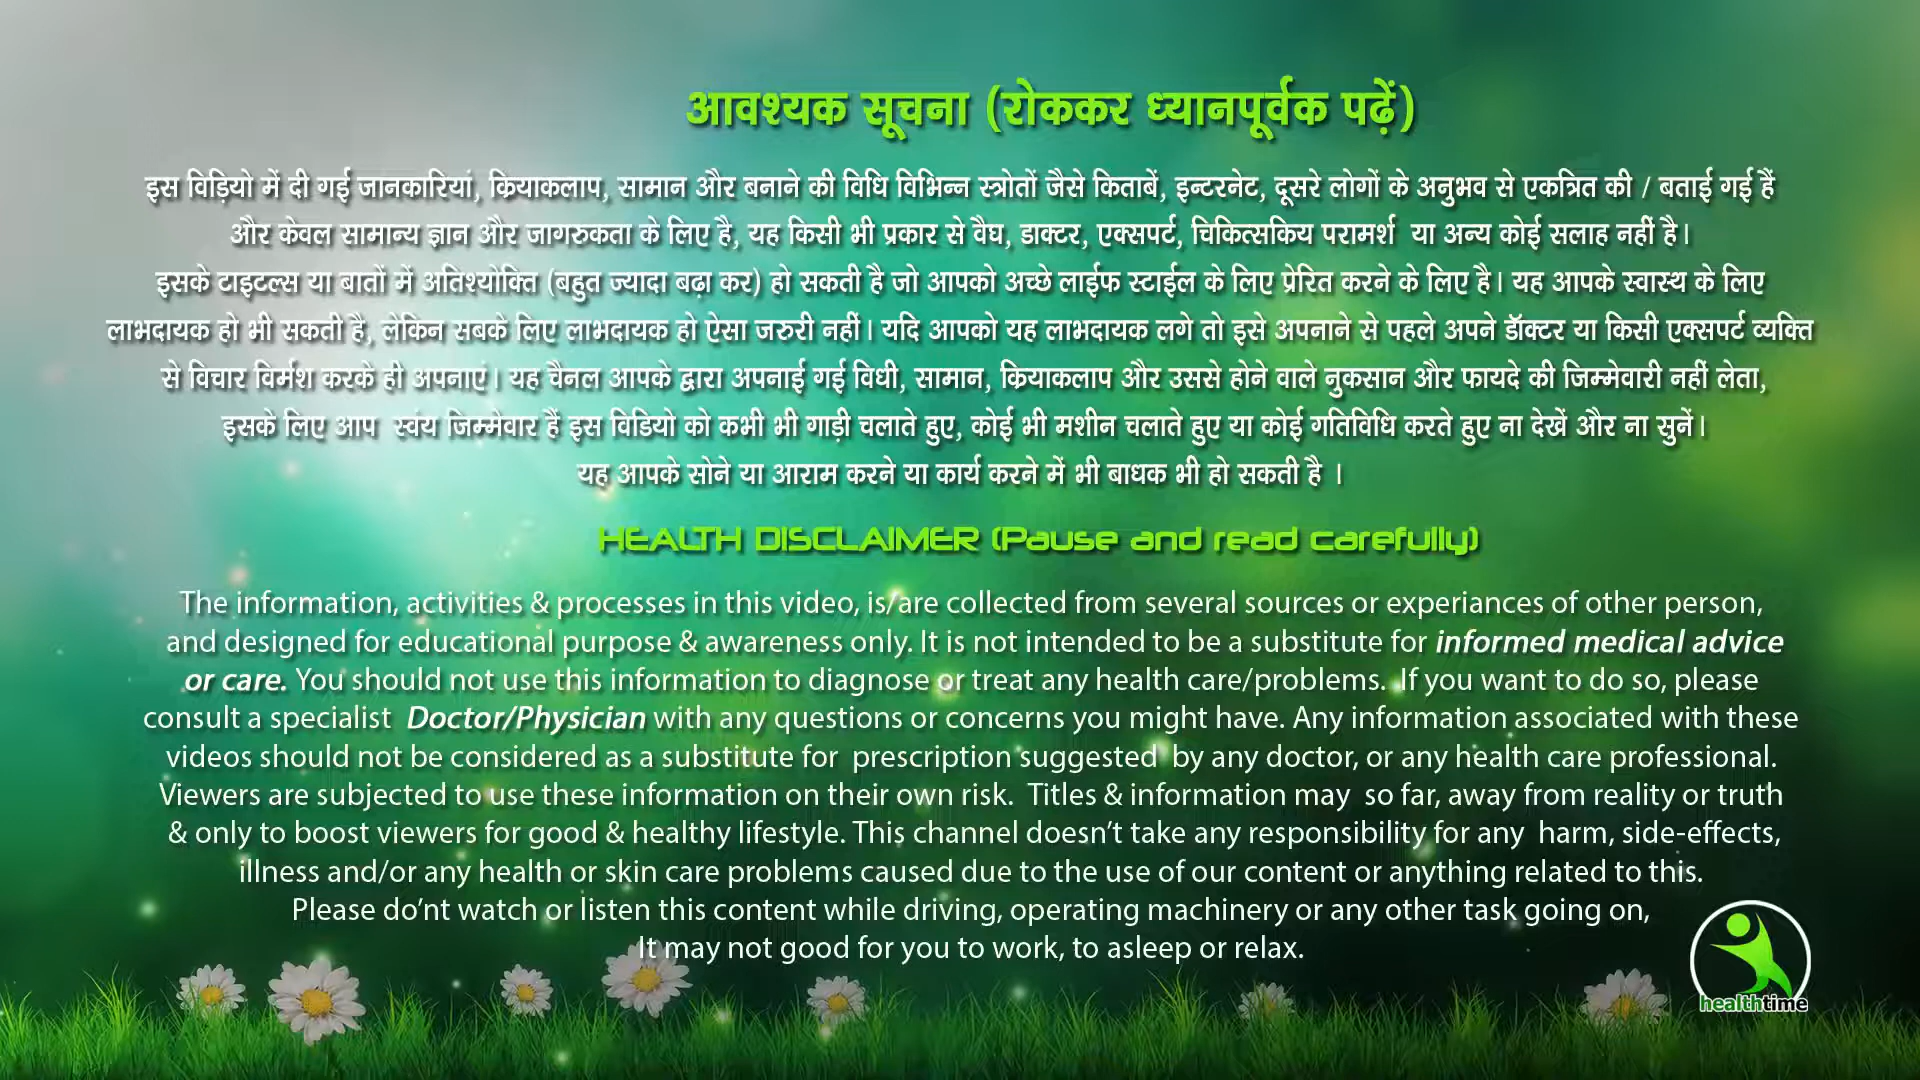 आवश्यक सूचना (रोककर ध्यानपूर्वक पढ़ें)
इस विड़ियो में दी गई जानकारियां, क्रियाकलाप, सामान और बनाने की विधि विभिन्न स्त्रोतों जैसे किताबें, इन्टरनेट, दूसरे लोगों के अनुभव से एकत्रित की / बताई गई हैं
और केवल सामान्य ज्ञान और जागरुकता के लिए है, यह किसी भी प्रकार से वैघ, डाक्टर, एक्सपर्ट, चिकित्सकिय परामर्श या अन्य कोई सलाह नहीं है।
इसके टाइटल्स या बातों में अतिश्योक्ति (बहुत ज्यादा बढ़ा कर) हो सकती है जो आपको अच्छे लाईफ स्टाईल के लिए प्रेरित करने के लिए है। यह आपके स्वास्थ के लिए
लाभदायक हो भी सकती है, लेकिन सबके लिए लाभदायक हो ऐसा जरुरी नहीं। यदि आपको यह लाभदायक लगे तो इसे अपनाने से पहले अपने डॉक्टर या किसी एक्सपर्ट व्यक्ति
से विचार विर्मश करके ही अपनाएं। यह चैनल आपके द्वारा अपनाई गई विधी, सामान, क्रियाकलाप और उससे होने वाले नुकसान और फायदे की जिम्मेवारी नहीं लेता,
इसके लिए आप स्वंय जिम्मेवार हैं इस विडियो को कभी भी गाड़ी चलाते हुए, कोई भी मशीन चलाते हुए या कोई गतिविधि करते हुए ना देखें और ना सुनें।
यह आपके सोने या आराम करने या कार्य करने में भी बाधक भी हो सकती है ।
HEALTH DISCLAIMER (Pause and read carefully)
The information, activities & processes in this video, is/are collected from several sources or experiances of other person,
and designed for educational purpose & awareness only. It is not intended to be a substitute for informed medical advice
or care. You should not use this information to diagnose or treat any health care/problems. If you want to do so, please
consult a specialist Doctor/Physician with any questions or concerns you might have. Any information associated with these
videos should not be considered as a substitute for prescription suggested by any doctor, or any health care professional.
Viewers are subjected to use these information on their own risk. Titles & information may so far, away from reality or truth
& only to boost viewers for good & healthy lifestyle. This channel doesn't take any responsibility for any harm, side-effects,
illness and/or any health or skin care problems caused due to the use of our content or anything related to this.
Please do'nt watch or listen this content while driving, operating machinery or any other task going on,
It may not good for you to work, to asleep or relax.
healthtime